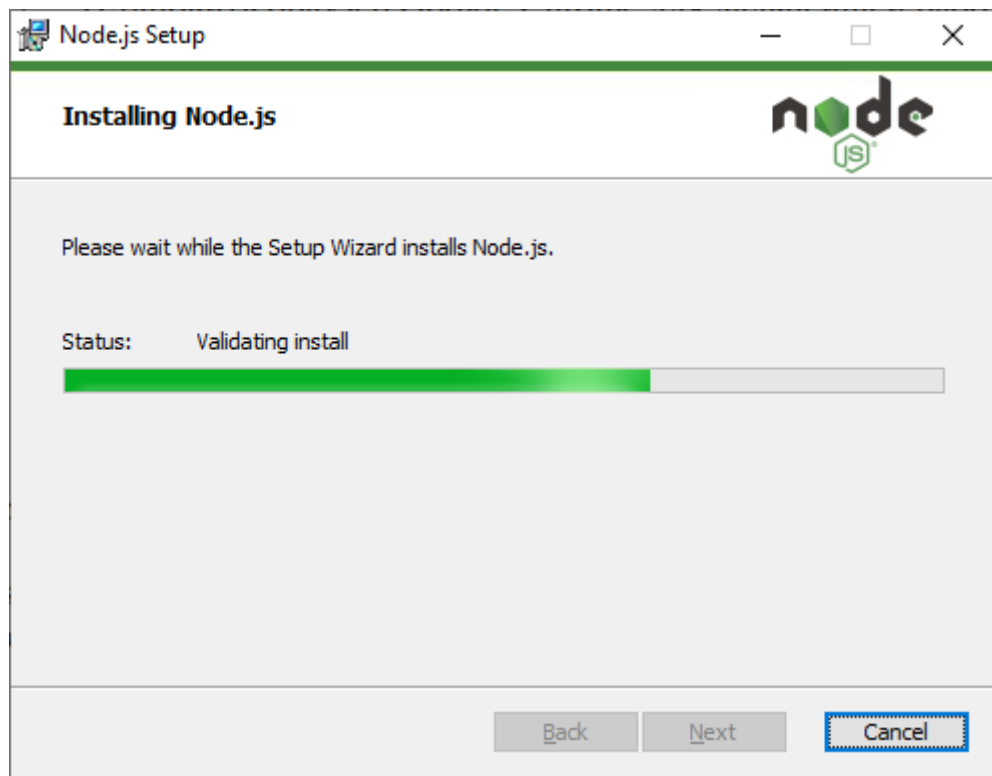 Node.js Setup
Installing Node.js
node
JS
Please wait while the Setup Wizard installs Node.js.
Status: Validating install
Back Next Cancel